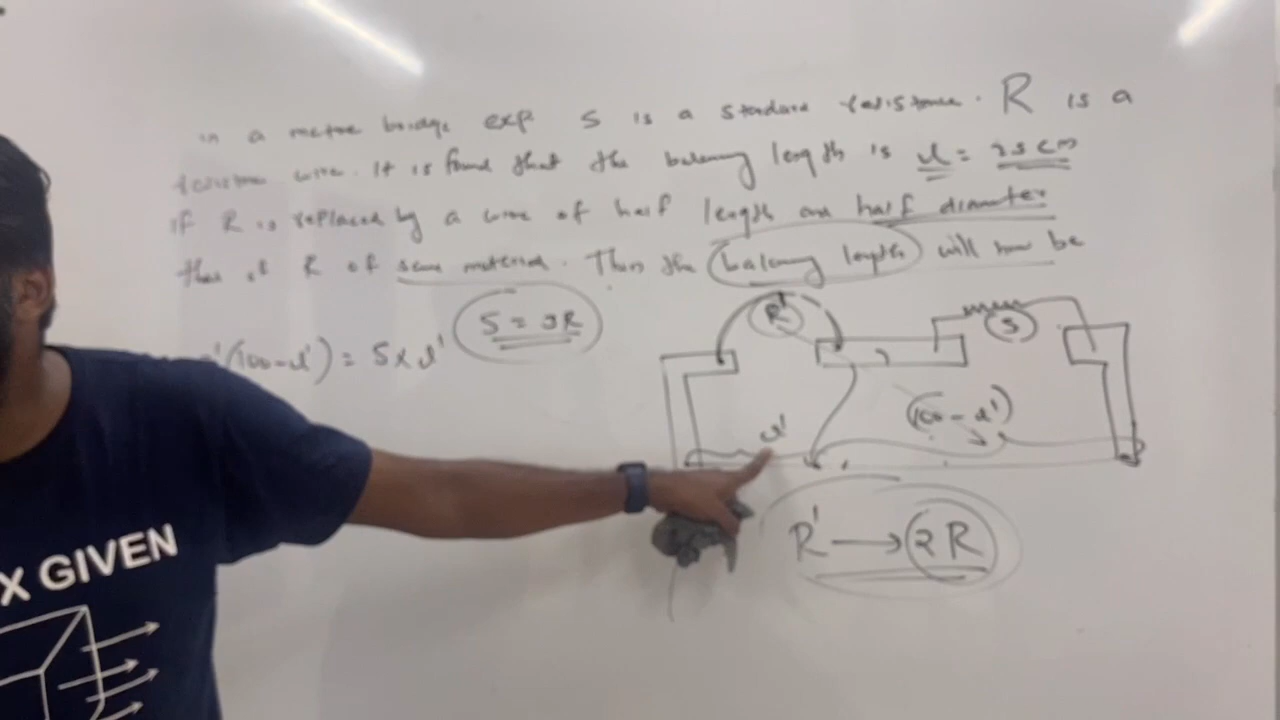 in a metre bridge exp S is a standard resistance. R is a
wire. It is found that the balancing length is l = 25 cm
if R is replaced by a wire of half length and half diameter
that of R of same material. Then the balancing length will now be
(100-l') = S x l'
S = 3R
R'
S
(100 - l')
l'
R' → 2R
X GIVEN